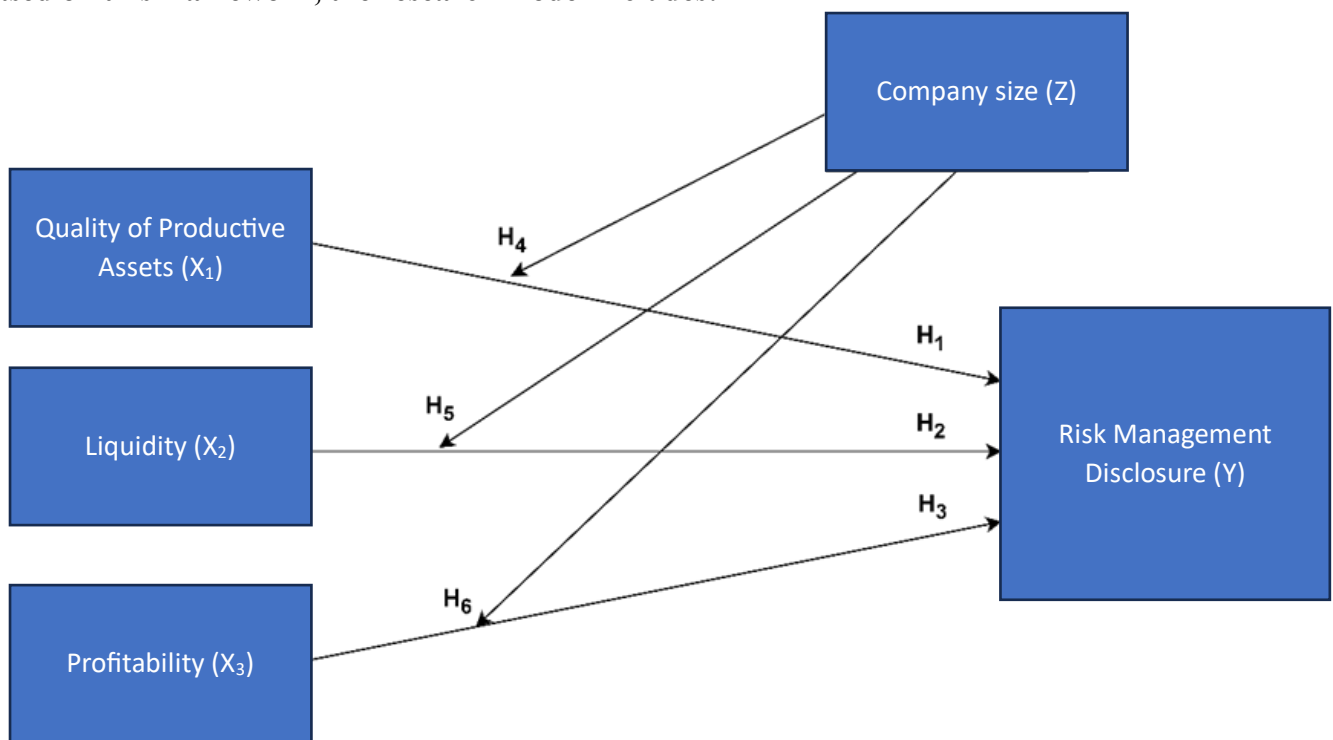 Company size (Z)
Quality of Productive
Assets (X₁)
H₄
H₁
H₅
Liquidity (X₂)
H₂
Risk Management
Disclosure (Y)
H₃
H₆
Profitability (X₃)